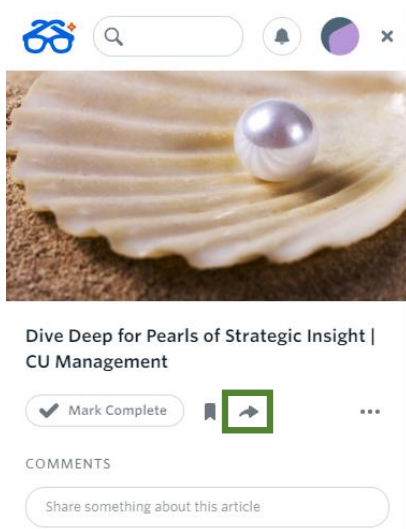 Dive Deep for Pearls of Strategic Insight |
CU Management
Mark Complete
COMMENTS
Share something about this article